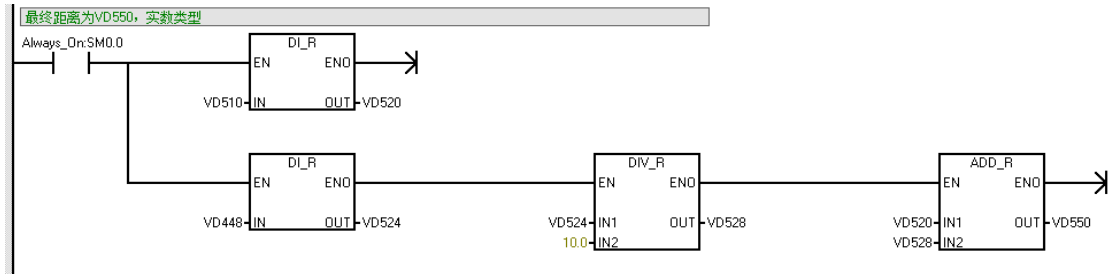 最终距离为VD550，实数类型
Always_On:SM0.0
DI_R
EN ENO
VD510 IN OUT VD520
DI_R DIV_R ADD_R
EN ENO EN ENO EN ENO
VD448 IN OUT VD524 VD524 IN1 OUT VD528 VD520 IN1 OUT VD550
10.0 IN2 VD528 IN2